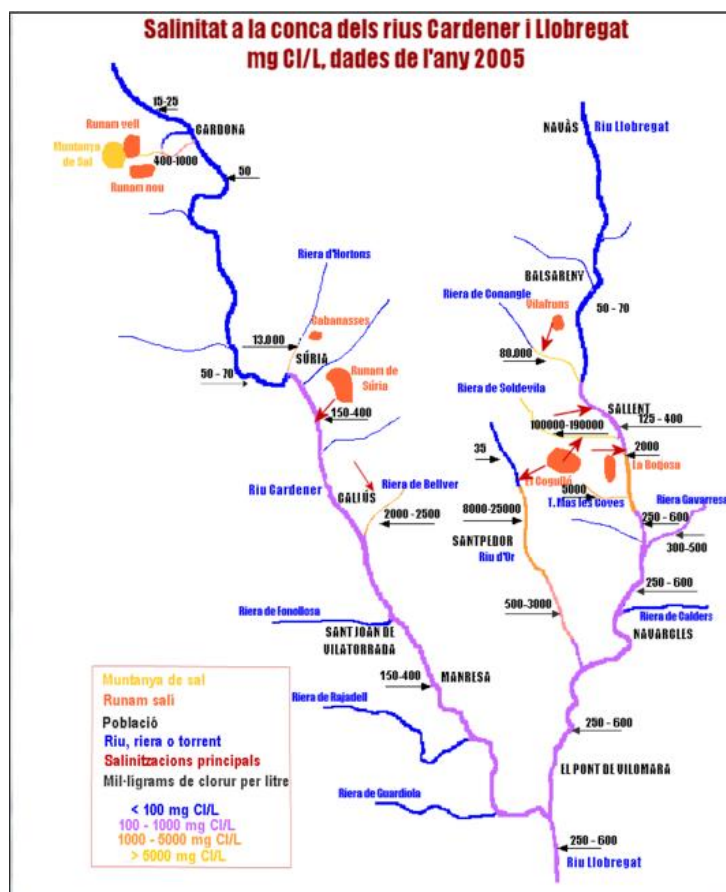 Salinitat a la conca dels rius Cardener i Llobregat
mg Cl/L, dades de l'any 2005
15-25
Runam vell
CARDONA
Muntanya
de Sal
400-1000
Runam nou
50
NAVÀS
Riu Llobregat
Riera d'Hortons
BALSARENY
Riera de Conangle
Vilafruns
50 - 70
Cabanasses
13.000
SÚRIA
80.000
50 - 70
Runam de
Súria
150-400
Riera de Soldevila
SALLENT
125 - 400
100000-190000
2000
35
El Cogulló
La Botjosa
5000
T. Mas les Coves
Riera Gavarresa
Riu Cardener
CALLÚS
Riera de Bellver
2000 - 2500
8000-25000
SANTPEDOR
Riu d'Or
250 - 600
300-500
250 - 600
Riera de Fonollosa
SANT JOAN DE
VILATORRADA
500-3000
Riera de Calders
NAVARCLES
150-400
MANRESA
Riera de Rajadell
250 - 600
EL PONT DE VILOMARA
Riera de Guardiola
250 - 600
Riu Llobregat
Muntanya de sal
Runam salí
Població
Riu, riera o torrent
Salinitzacions principals
Mil·ligrams de clorur per litre
< 100 mg Cl/L
100 - 1000 mg Cl/L
1000 - 5000 mg Cl/L
> 5000 mg Cl/L